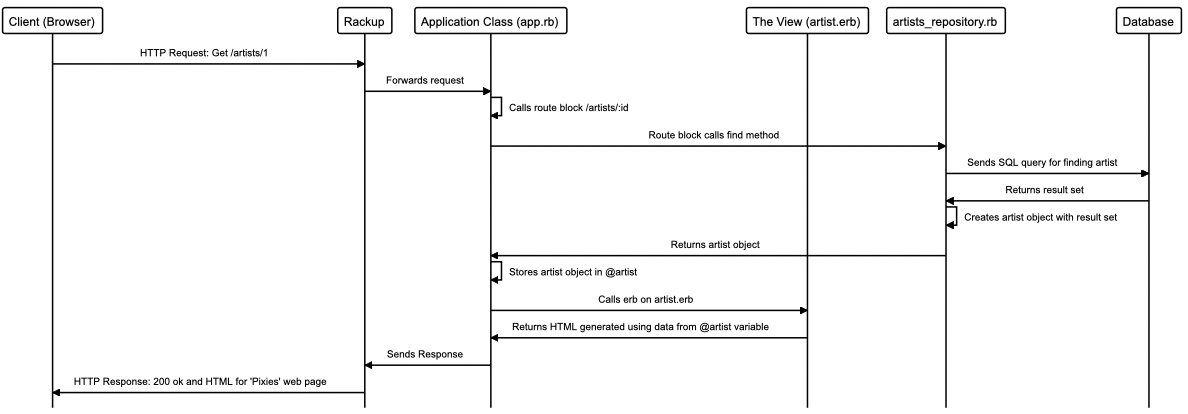 Client (Browser)
Rackup
Application Class (app.rb)
The View (artist.erb)
artists_repository.rb
Database
HTTP Request: Get /artists/1
Forwards request
Calls route block /artists/:id
Route block calls find method
Sends SQL query for finding artist
Returns result set
Creates artist object with result set
Returns artist object
Stores artist object in @artist
Calls erb on artist.erb
Returns HTML generated using data from @artist variable
Sends Response
HTTP Response: 200 ok and HTML for 'Pixies' web page